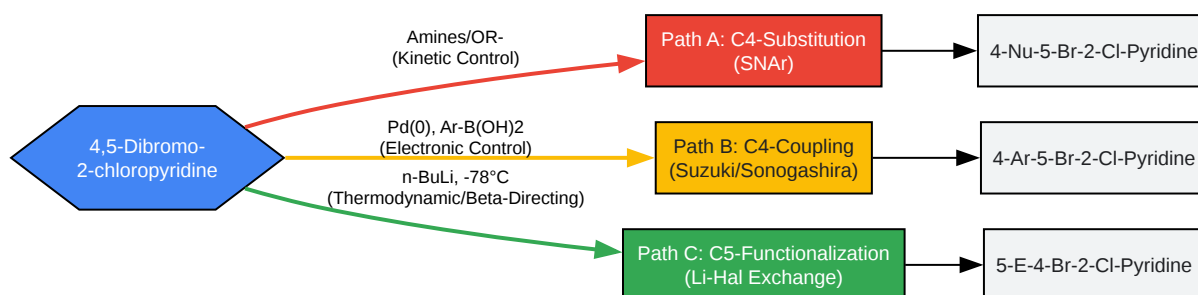 4,5-Dibromo-
2-chloropyridine
Amines/OR-
(Kinetic Control)
Path A: C4-Substitution
(SNAr)
4-Nu-5-Br-2-Cl-Pyridine
Pd(0), Ar-B(OH)2
(Electronic Control)
Path B: C4-Coupling
(Suzuki/Sonogashira)
4-Ar-5-Br-2-Cl-Pyridine
n-BuLi, -78°C
(Thermodynamic/Beta-Directing)
Path C: C5-Functionalization
(Li-Hal Exchange)
5-E-4-Br-2-Cl-Pyridine